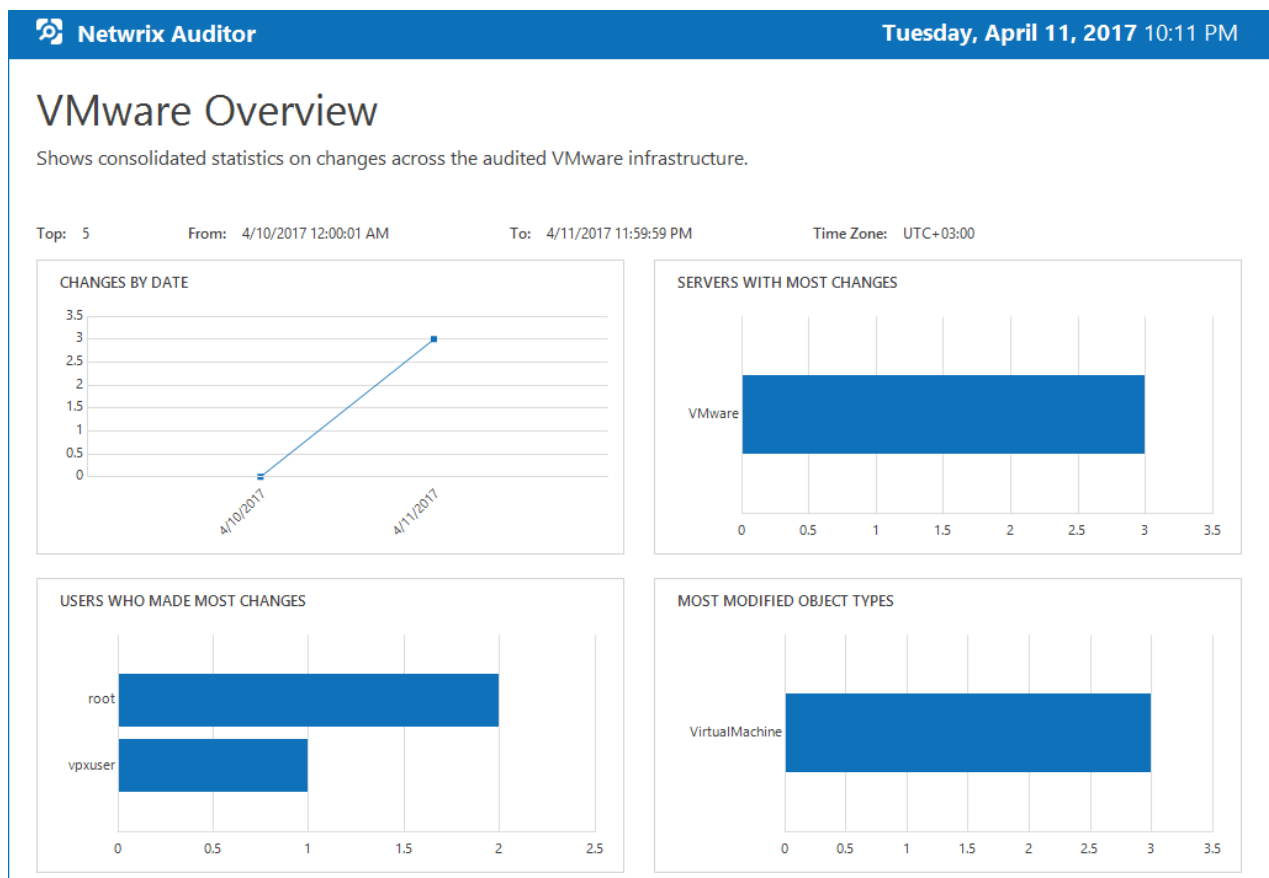 Netwrix Auditor
Tuesday, April 11, 2017 10:11 PM
VMware Overview
Shows consolidated statistics on changes across the audited VMware infrastructure.
Top: 5 From: 4/10/2017 12:00:01 AM To: 4/11/2017 11:59:59 PM Time Zone: UTC+03:00
CHANGES BY DATE
3.5
3
2.5
2
1.5
1
0.5
0
4/10/2017 4/11/2017
SERVERS WITH MOST CHANGES
VMware
0 0.5 1 1.5 2 2.5 3 3.5
USERS WHO MADE MOST CHANGES
root
vpxuser
0 0.5 1 1.5 2 2.5
MOST MODIFIED OBJECT TYPES
VirtualMachine
0 0.5 1 1.5 2 2.5 3 3.5